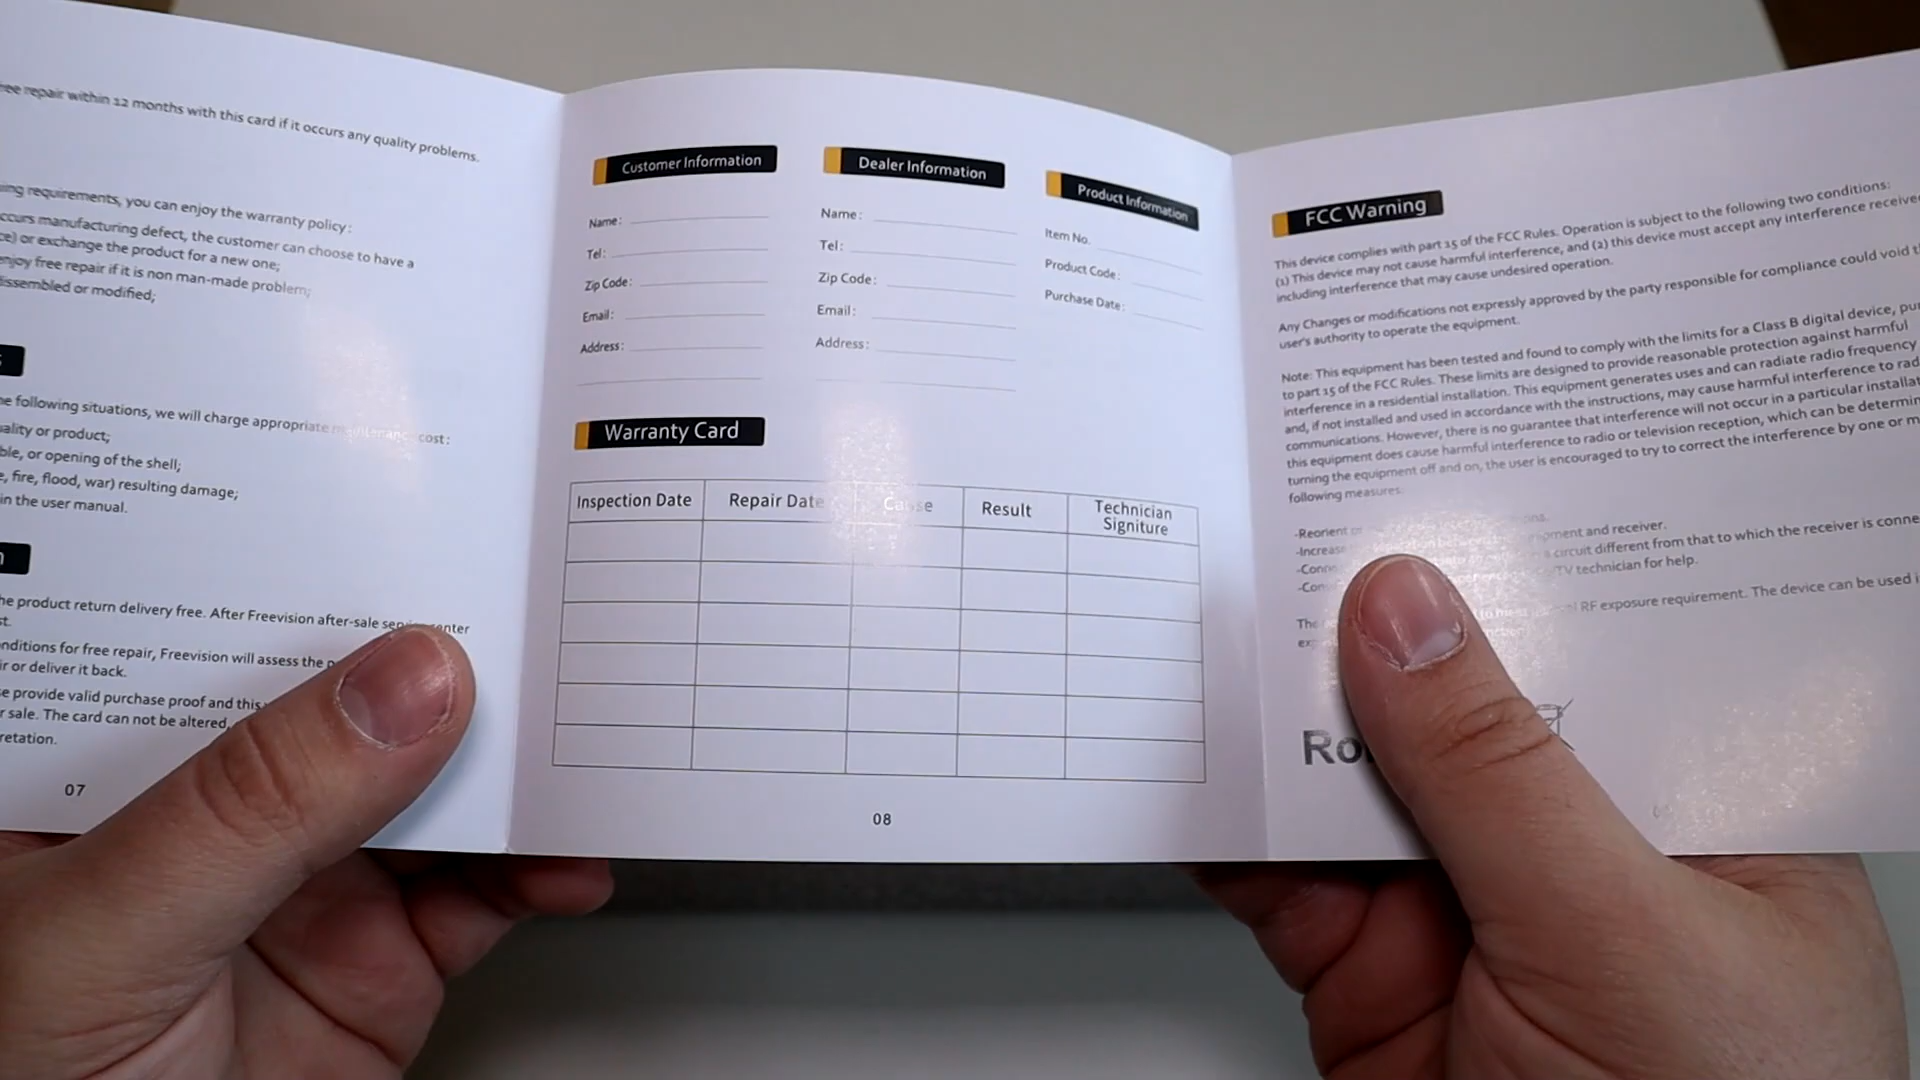 ree repair within 12 months with this card if it occurs any quality problems.
ing requirements, you can enjoy the warranty policy:
ccurs manufacturing defect, the customer can choose to have a
ce) or exchange the product for a new one;
enjoy free repair if it is non man-made problem;
dissembled or modified;
he following situations, we will charge appropriate maintenance cost:
uality or product;
ble, or opening of the shell;
e, fire, flood, war) resulting damage;
in the user manual.
he product return delivery free. After Freevision after-sale service center
st.
onditions for free repair, Freevision will assess the
ir or deliver it back.
se provide valid purchase proof and this
r sale. The card can not be altered,
retation.
07
Customer Information
Name:
Tel:
Zip Code:
Email:
Address:
Dealer Information
Name:
Tel:
Zip Code:
Email:
Address:
Product Information
Item No.
Product Code:
Purchase Date:
Warranty Card
Inspection Date
Repair Date
Cause
Result
Technician
Signiture
08
FCC Warning
This device complies with part 15 of the FCC Rules. Operation is subject to the following two conditions:
(1) This device may not cause harmful interference, and (2) this device must accept any interference received
including interference that may cause undesired operation.
Any Changes or modifications not expressly approved by the party responsible for compliance could void t
user's authority to operate the equipment.
Note: This equipment has been tested and found to comply with the limits for a Class B digital device, pu
to part 15 of the FCC Rules. These limits are designed to provide reasonable protection against harmful
interference in a residential installation. This equipment generates uses and can radiate radio frequency
and, if not installed and used in accordance with the instructions, may cause harmful interference to rad
communications. However, there is no guarantee that interference will not occur in a particular installat
this equipment does cause harmful interference to radio or television reception, which can be determin
turning the equipment off and on, the user is encouraged to try to correct the interference by one or m
following measures:
-Reorient
-Increase between the equipment and receiver.
-Conn a circuit different from that to which the receiver is conne
-Con TV technician for help.
The RF exposure requirement. The device can be used i
Ro